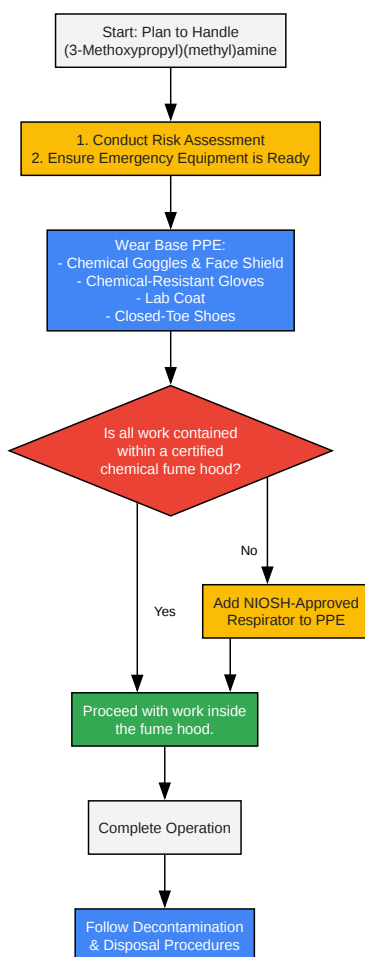 Start: Plan to Handle
(3-Methoxypropyl)(methyl)amine
1. Conduct Risk Assessment
2. Ensure Emergency Equipment is Ready
Wear Base PPE:
- Chemical Goggles & Face Shield
- Chemical-Resistant Gloves
- Lab Coat
- Closed-Toe Shoes
Is all work contained
within a certified
chemical fume hood?
No
Yes
Add NIOSH-Approved
Respirator to PPE
Proceed with work inside
the fume hood.
Complete Operation
Follow Decontamination
& Disposal Procedures